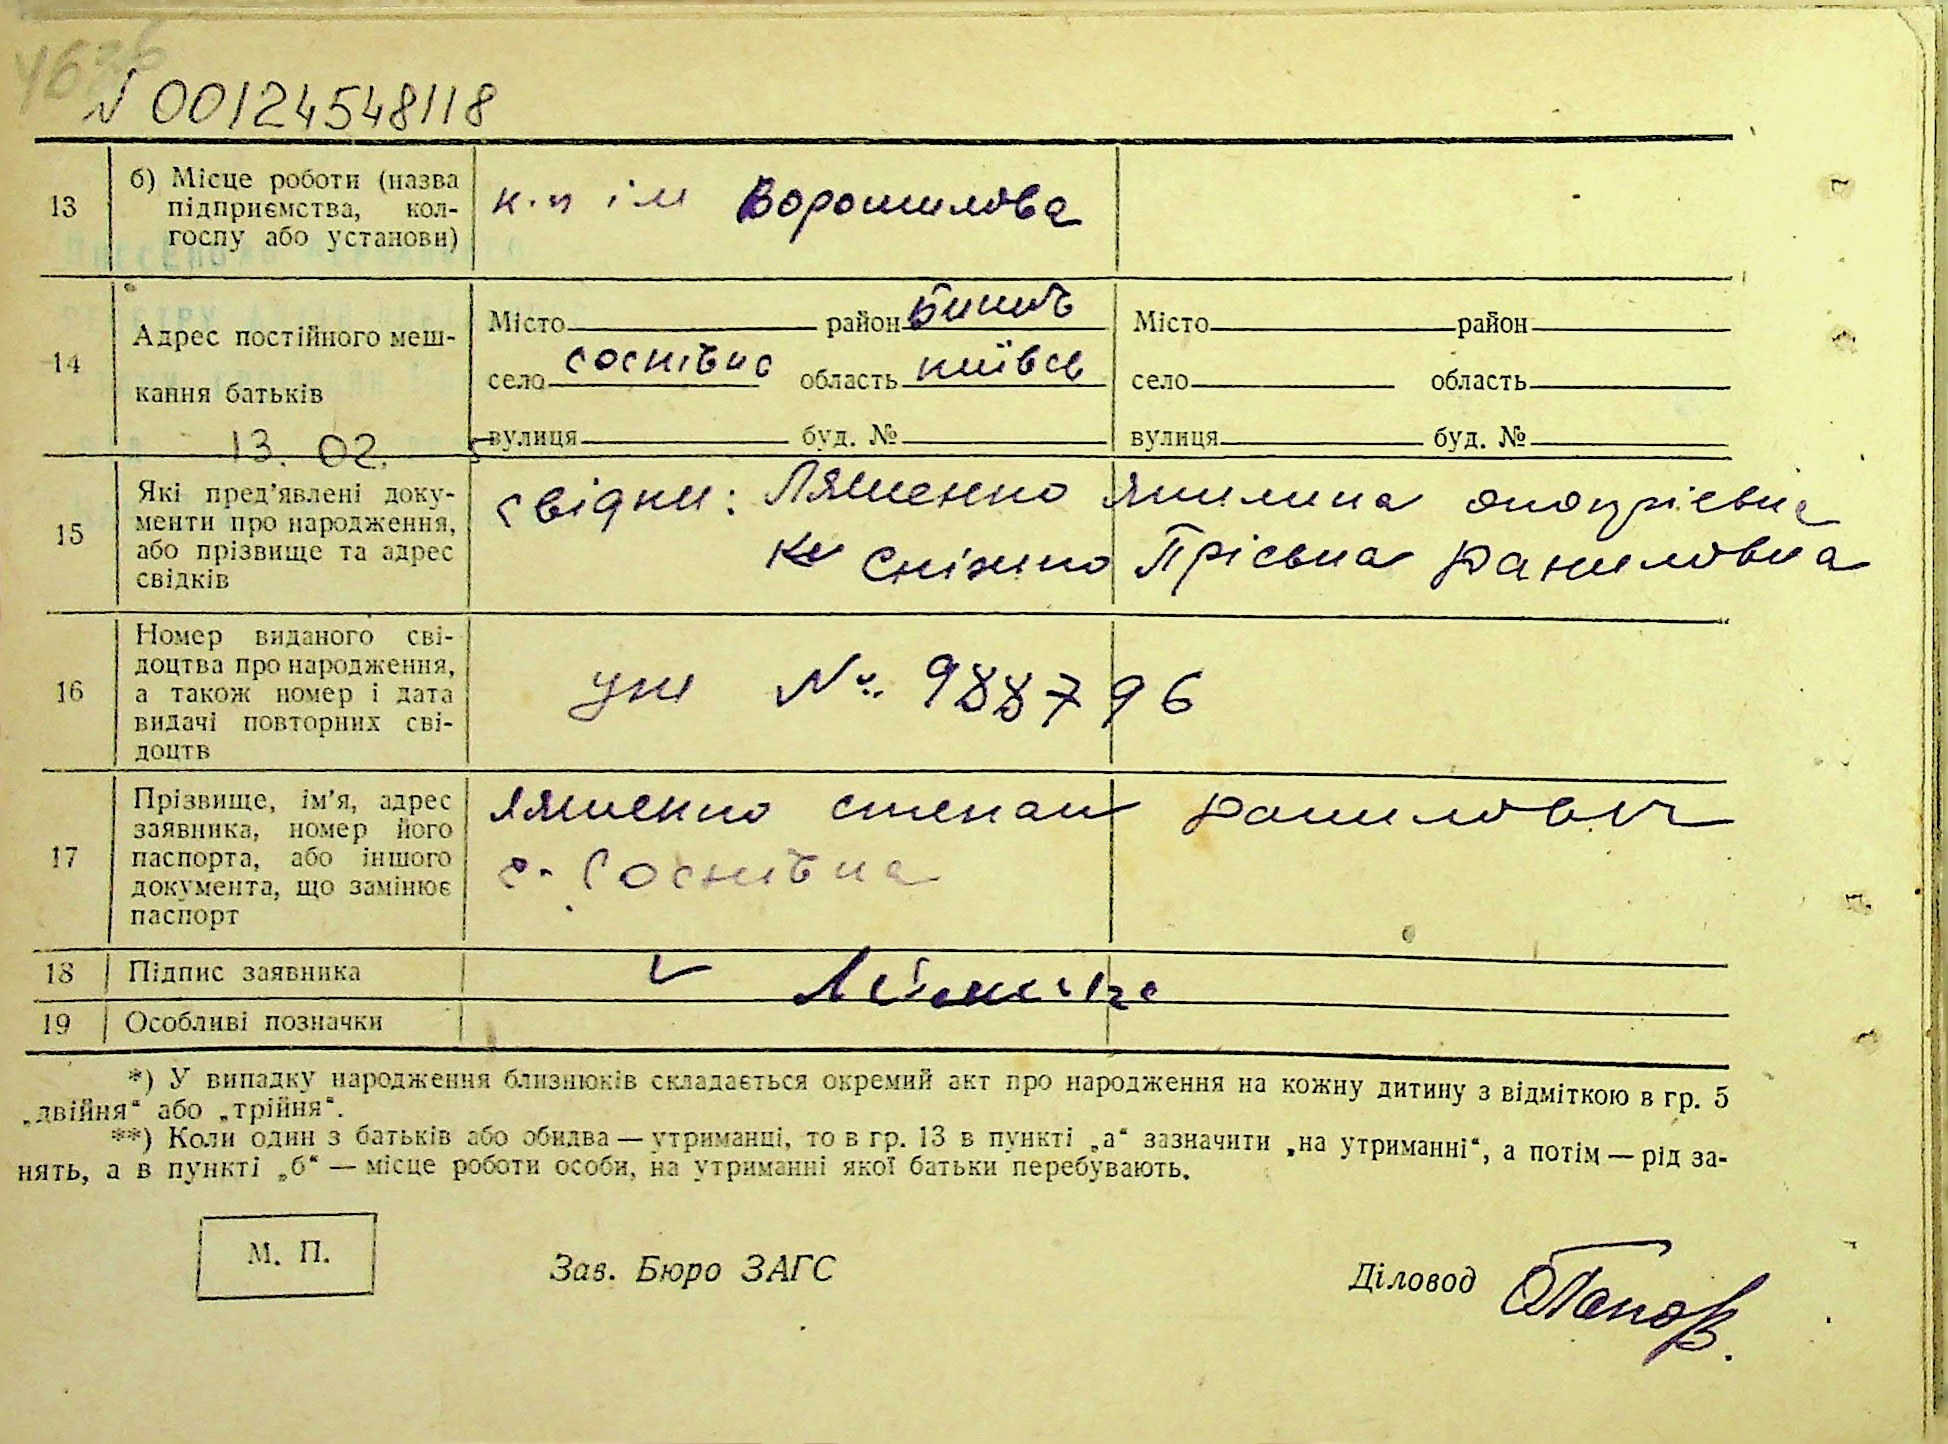 N 00124548118
13
б) Місце роботи (назва
підприємства, кол-
госпу або установи)
ім Ворошилова
14
Адрес постійного меш-
кання батьків
Місто район
село область київсь
вулиця буд. №
Місто район
село область
вулиця буд. №
13. 02.
15
Які пред’явлені доку-
менти про народження,
або прізвище та адрес
свідків
свідки: Ляшенко
16
Номер виданого сві-
доцтва про народження,
а також номер і дата
видачі повторних сві-
доцтв
№ 988796
17
Прізвище, ім’я, адрес
заявника, номер його
паспорта, або іншого
документа, що замінює
паспорт
Ляшенко степан
с. Соснівка
18
Підпис заявника
19
Особливі позначки
*) У випадку народження близнюків складається окремий акт про народження на кожну дитину з відміткою в гр. 5
„двійня“ або „трійня“.
**) Коли один з батьків або обидва — утриманці, то в гр. 13 в пункті „а“ зазначити „на утриманні“, а потім — рід за-
нять, а в пункті „б“ — місце роботи особи, на утриманні якої батьки перебувають.
М. П.
Зав. Бюро ЗАГС
Діловод